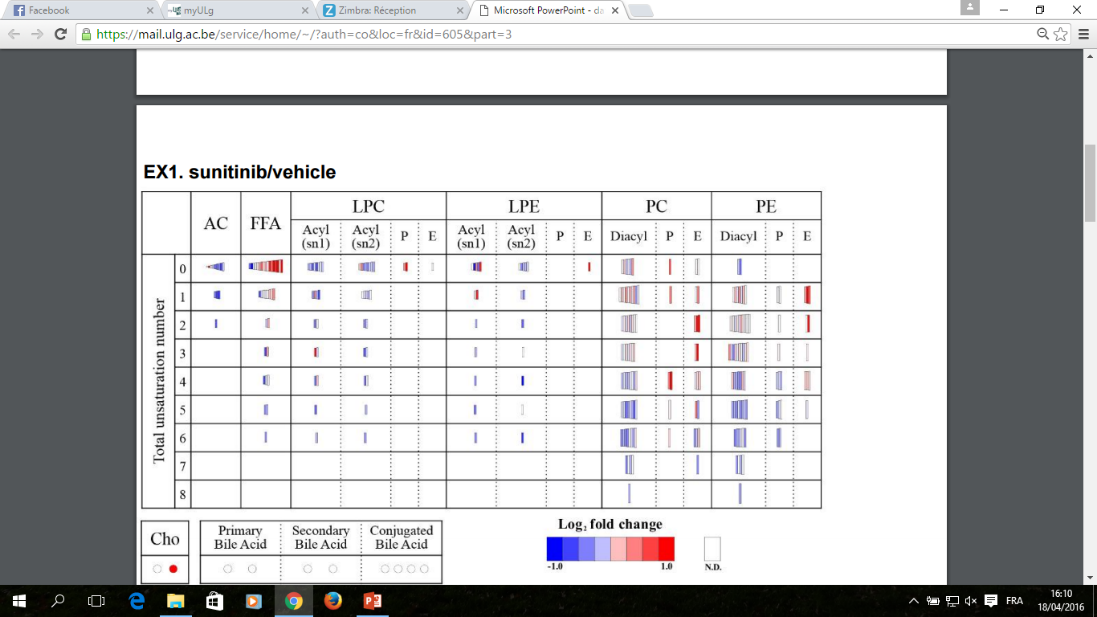 Facebook
myULg
Zimbra: Réception
Microsoft PowerPoint - da
https://mail.ulg.ac.be/service/home/~/?auth=co&loc=fr&id=605&part=3
EX1. sunitinib/vehicle
AC FFA LPC LPE PC PE
Acyl (sn1) Acyl (sn2) P E Acyl (sn1) Acyl (sn2) P E Diacyl P E Diacyl P E
Total unsaturation number
0
1
2
3
4
5
6
7
8
Cho
Primary Bile Acid
Secondary Bile Acid
Conjugated Bile Acid
Log2 fold change
-1.0 1.0 N.D.
FRA
16:10
18/04/2016